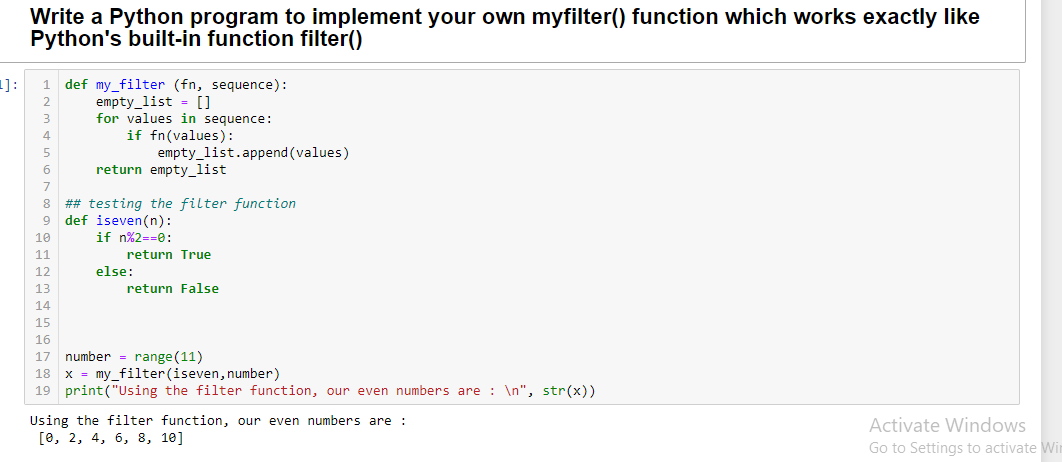 Write a Python program to implement your own myfilter() function which works exactly like
Python's built-in function filter()
]:
1 def my_filter (fn, sequence):
2 empty_list = []
3 for values in sequence:
4 if fn(values):
5 empty_list.append(values)
6 return empty_list
7
8 ## testing the filter function
9 def iseven(n):
10 if n%2==0:
11 return True
12 else:
13 return False
14
15
16
17 number = range(11)
18 x = my_filter(iseven,number)
19 print("Using the filter function, our even numbers are : \n", str(x))
Using the filter function, our even numbers are :
[0, 2, 4, 6, 8, 10]
Activate Windows
Go to Settings to activate Wi